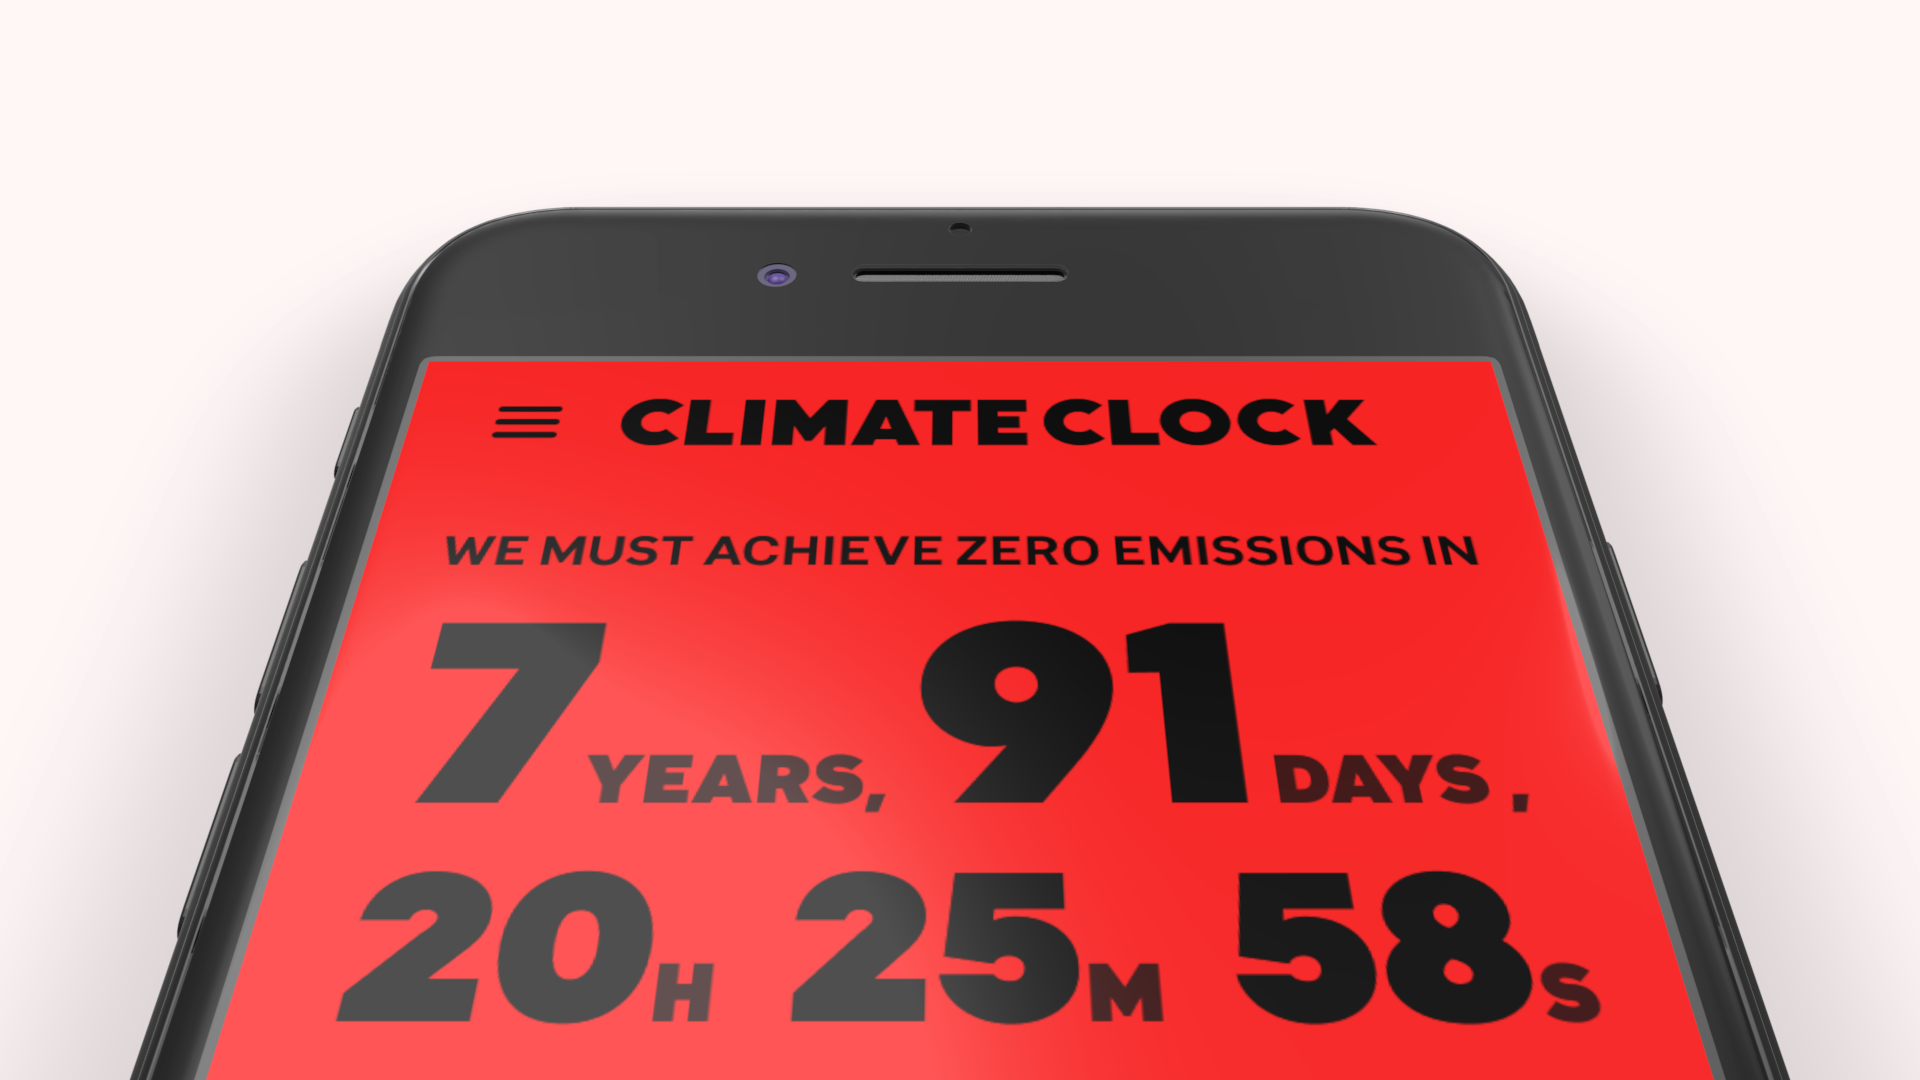 CLIMATE CLOCK
WE MUST ACHIEVE ZERO EMISSIONS IN
7 YEARS, 91 DAYS ,
20H 25M 58S